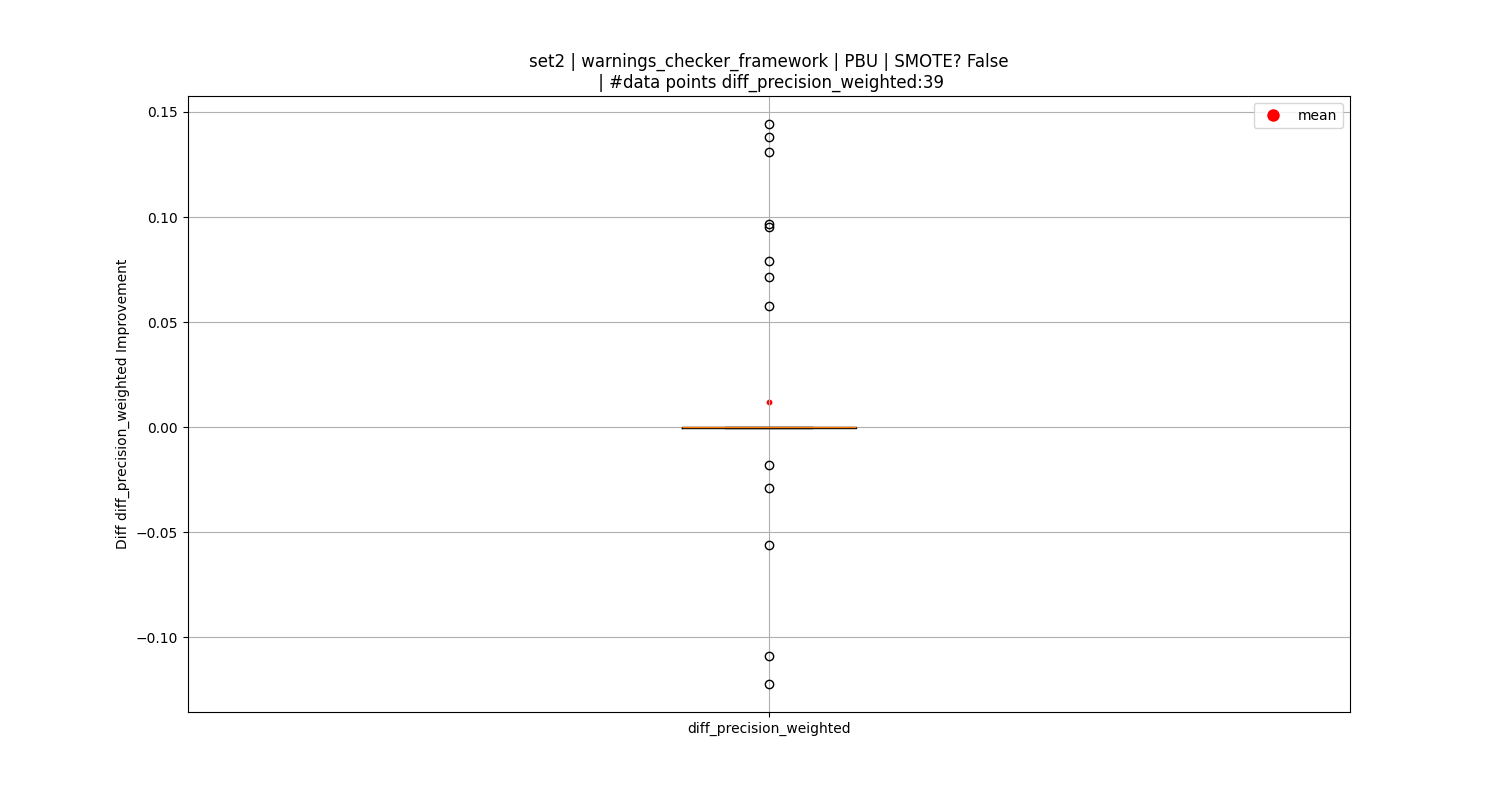 set2 | warnings_checker_framework | PBU | SMOTE? False
| #data points diff_precision_weighted:39
mean
0.15
0.10
0.05
0.00
−0.05
−0.10
Diff diff_precision_weighted Improvement
diff_precision_weighted